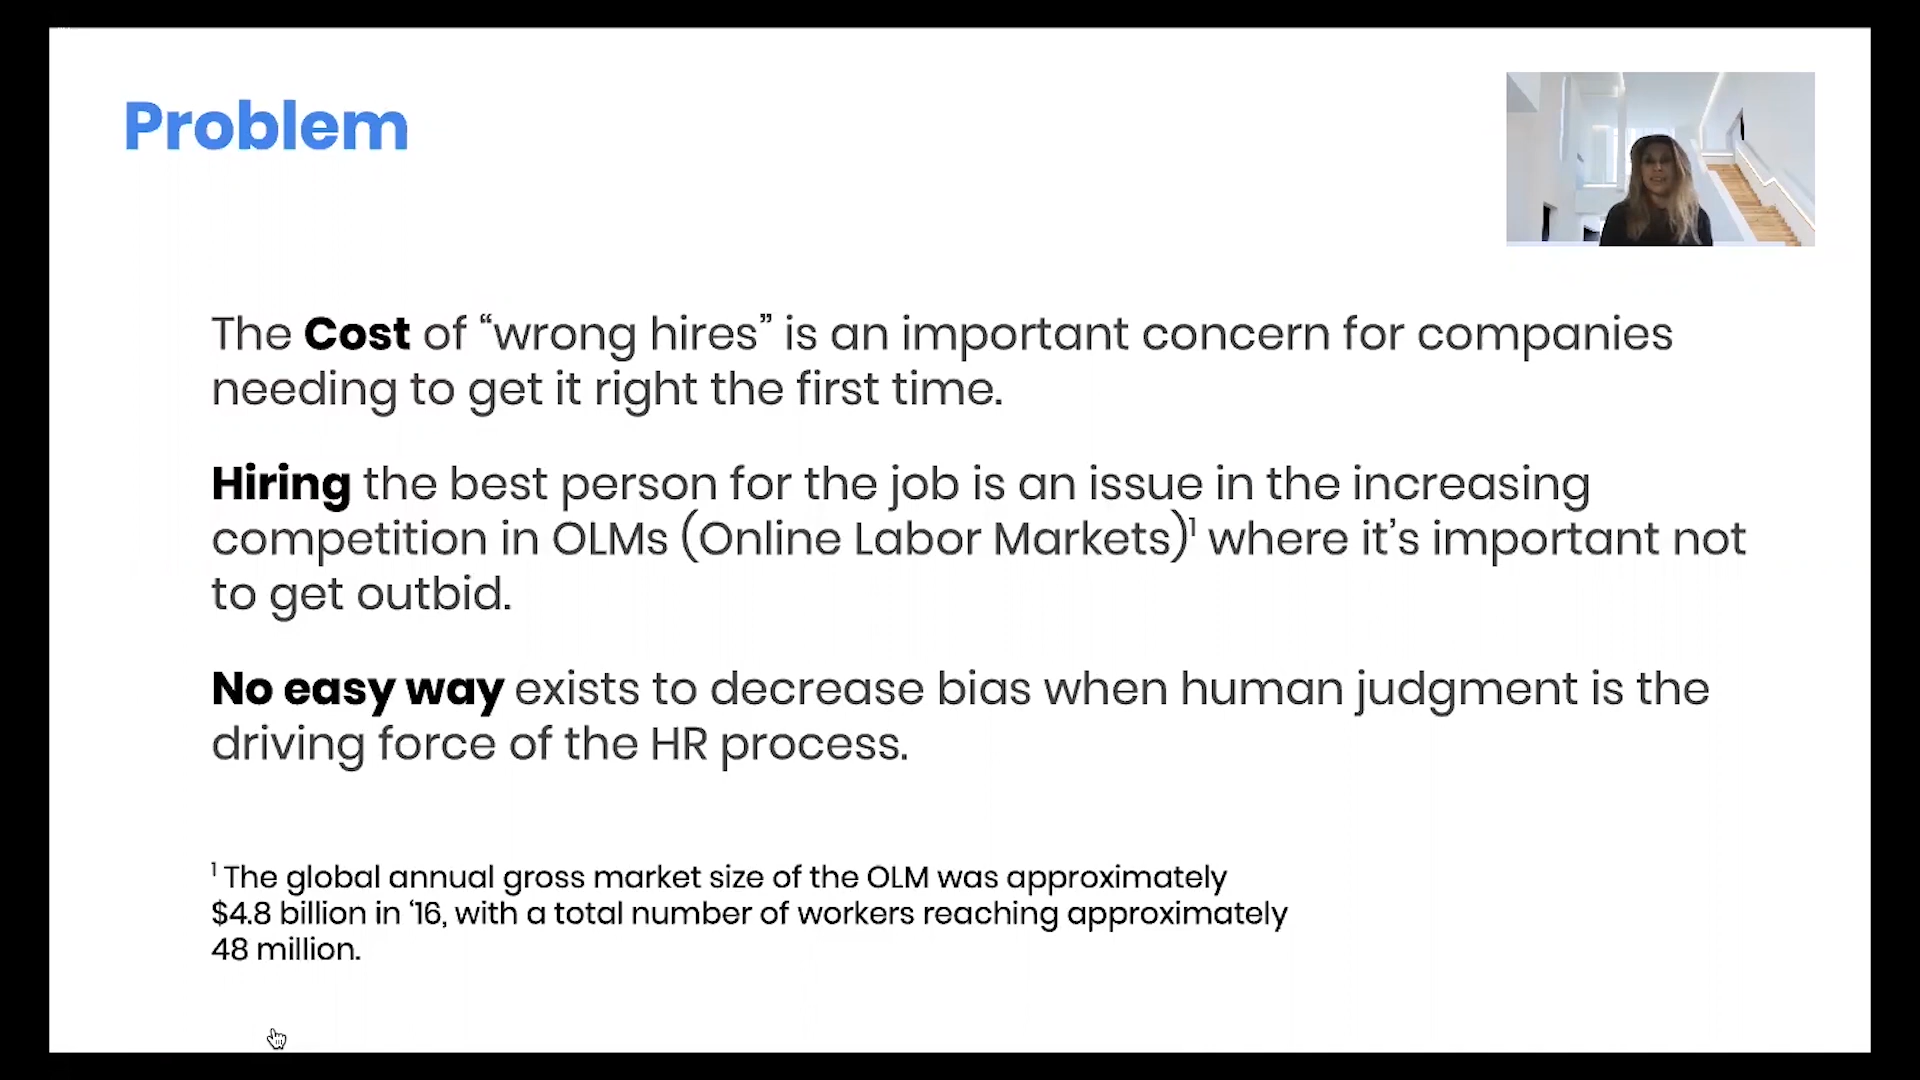 Problem
The Cost of “wrong hires” is an important concern for companies
needing to get it right the first time.
Hiring the best person for the job is an issue in the increasing
competition in OLMs (Online Labor Markets)¹ where it’s important not
to get outbid.
No easy way exists to decrease bias when human judgment is the
driving force of the HR process.
¹ The global annual gross market size of the OLM was approximately
$4.8 billion in ‘16, with a total number of workers reaching approximately
48 million.